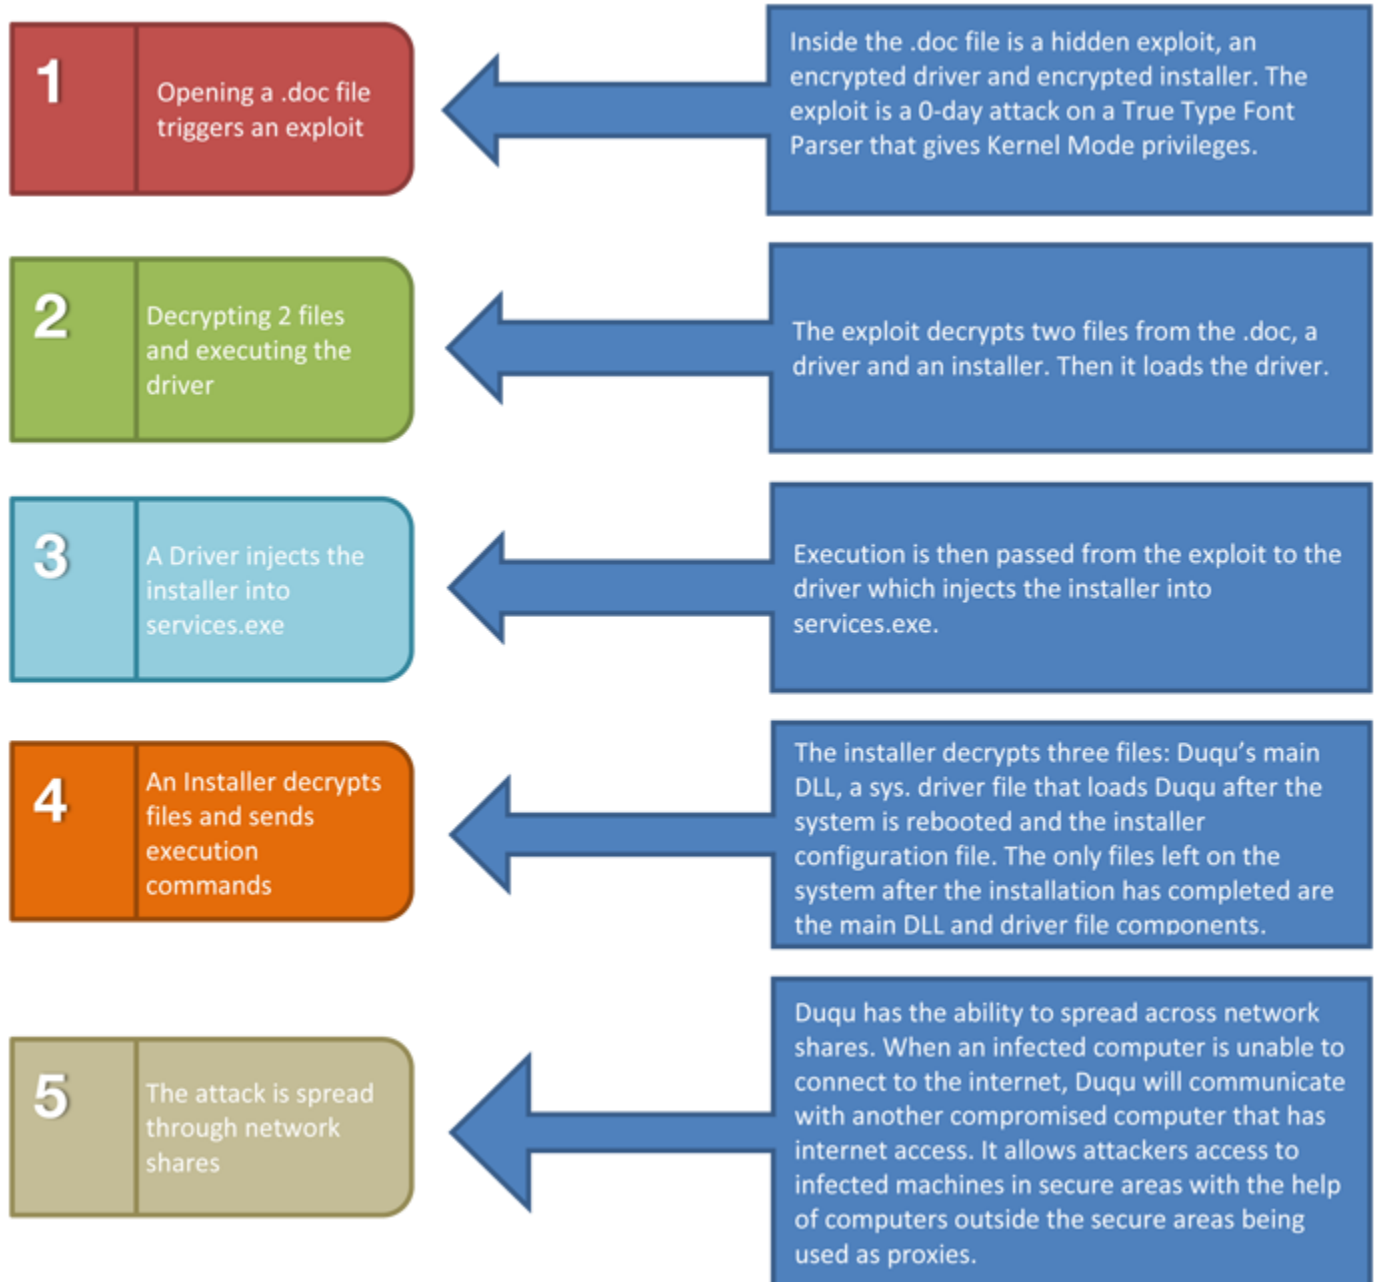 1
Opening a .doc file
triggers an exploit
Inside the .doc file is a hidden exploit, an
encrypted driver and encrypted installer. The
exploit is a 0-day attack on a True Type Font
Parser that gives Kernel Mode privileges.
2
Decrypting 2 files
and executing the
driver
The exploit decrypts two files from the .doc, a
driver and an installer. Then it loads the driver.
3
A Driver injects the
installer into
services.exe
Execution is then passed from the exploit to the
driver which injects the installer into
services.exe.
4
An Installer decrypts
files and sends
execution
commands
The installer decrypts three files: Duqu’s main
DLL, a sys. driver file that loads Duqu after the
system is rebooted and the installer
configuration file. The only files left on the
system after the installation has completed are
the main DLL and driver file components.
5
The attack is spread
through network
shares
Duqu has the ability to spread across network
shares. When an infected computer is unable to
connect to the internet, Duqu will communicate
with another compromised computer that has
internet access. It allows attackers access to
infected machines in secure areas with the help
of computers outside the secure areas being
used as proxies.